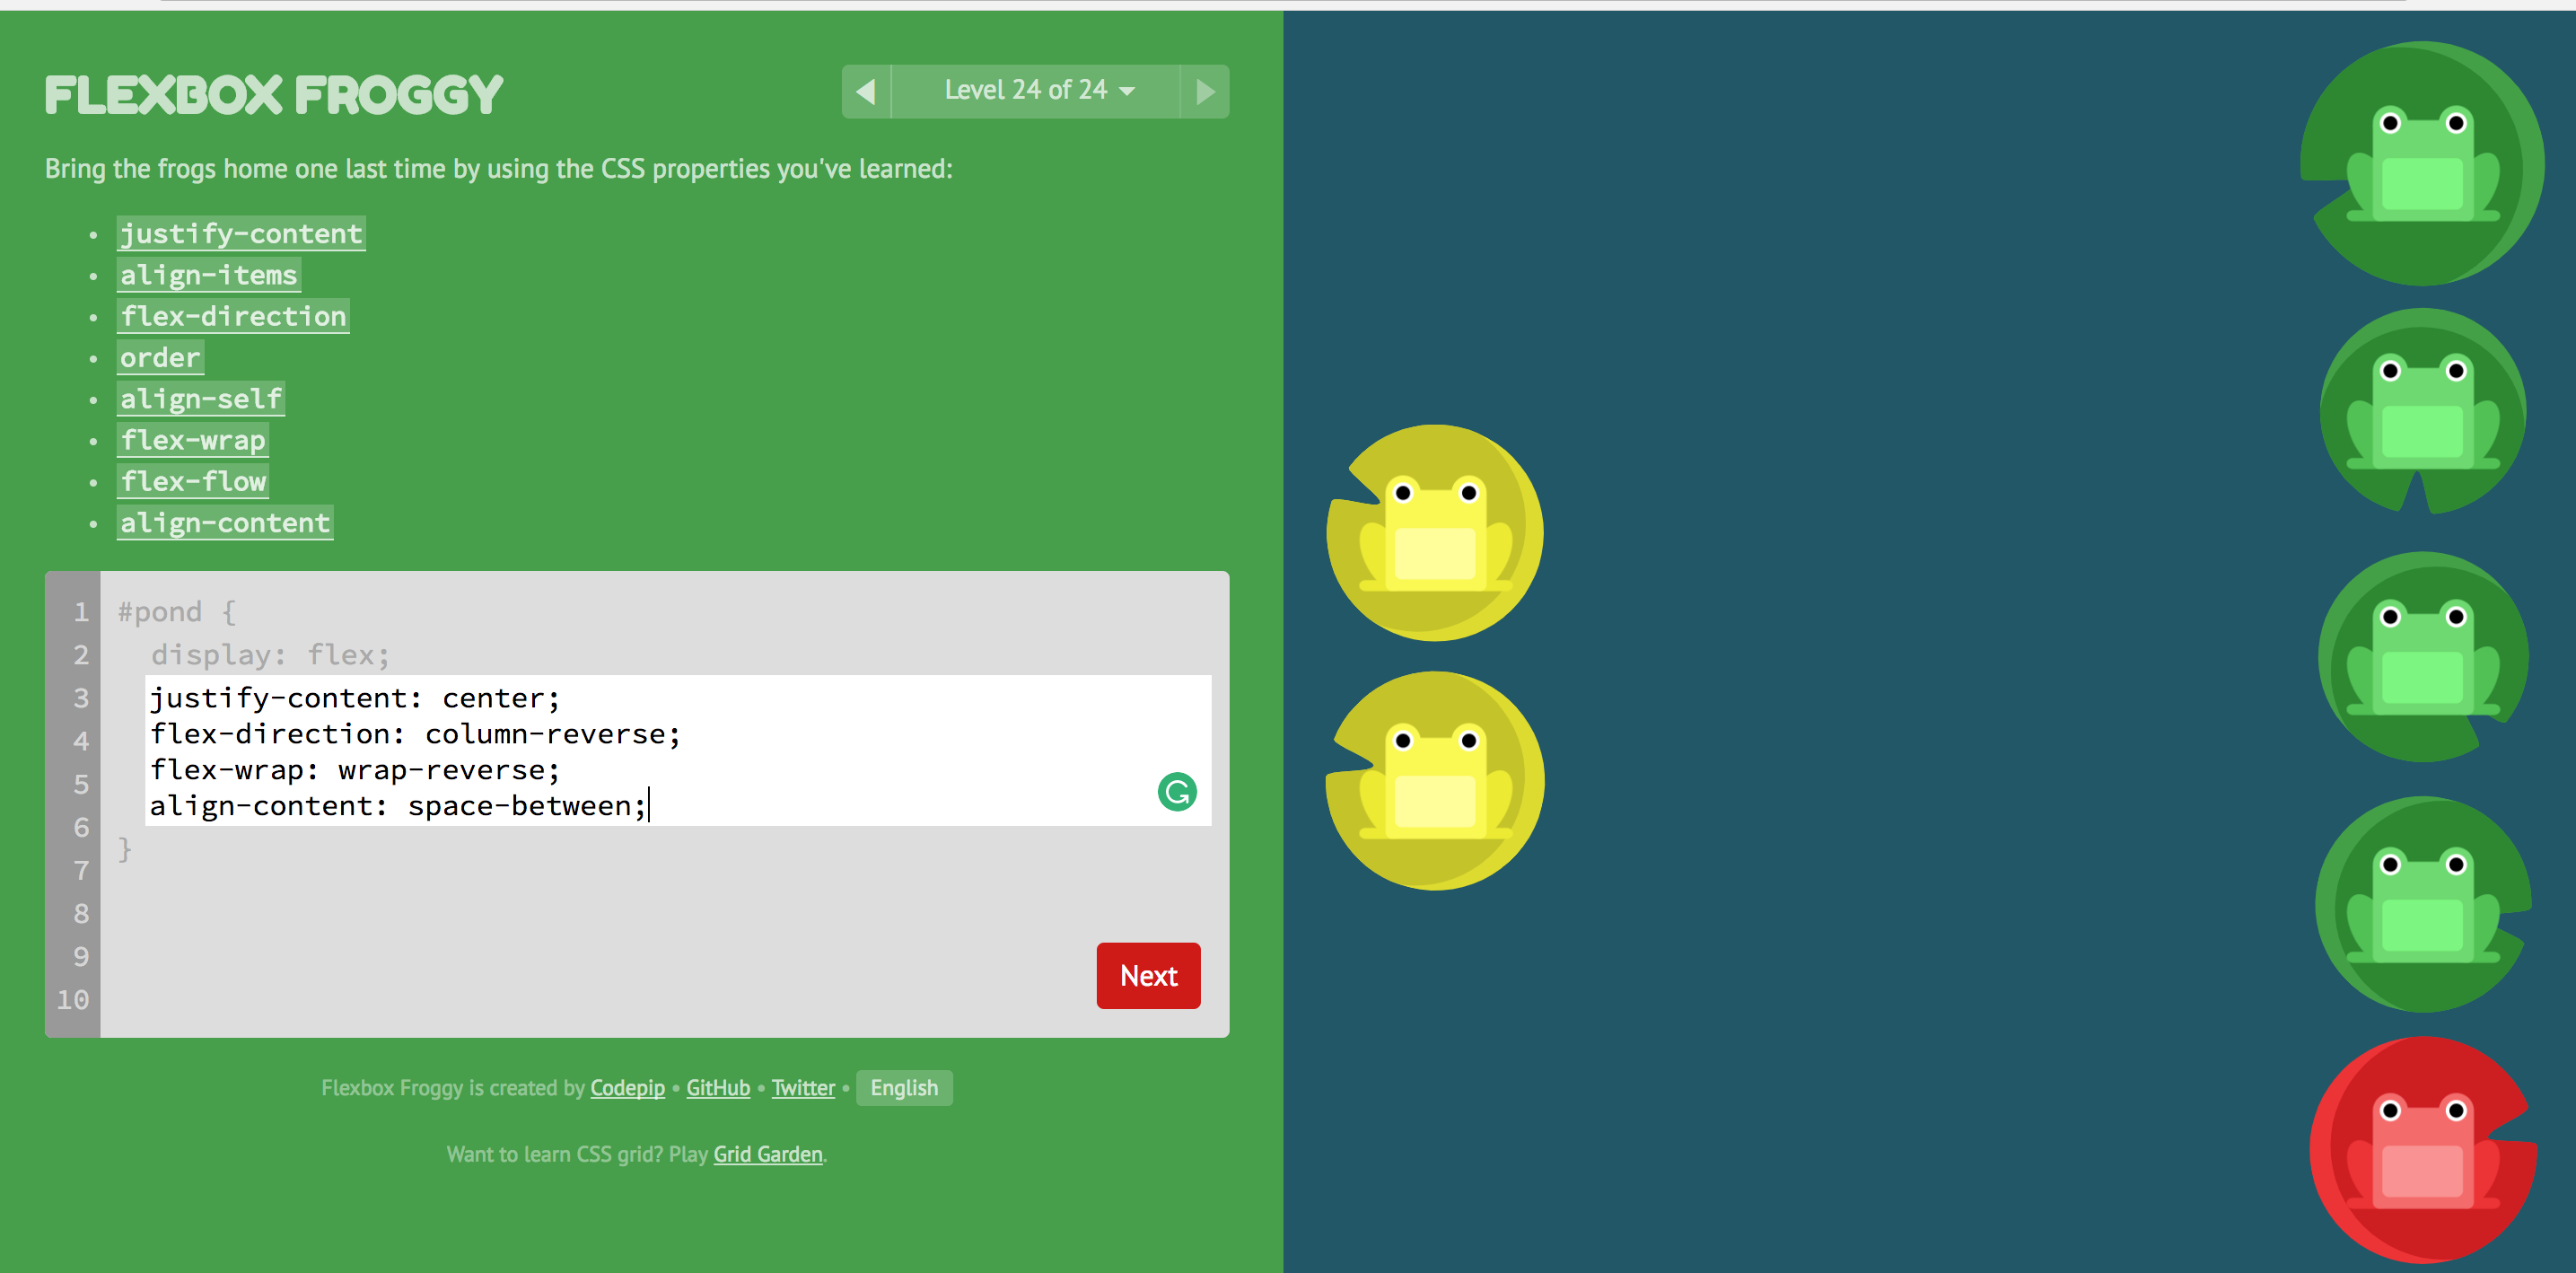 FLEXBOX FROGGY
Level 24 of 24
Bring the frogs home one last time by using the CSS properties you've learned:
• justify-content
• align-items
• flex-direction
• order
• align-self
• flex-wrap
• flex-flow
• align-content
1 #pond {
2 display: flex;
3 justify-content: center;
4 flex-direction: column-reverse;
5 flex-wrap: wrap-reverse;
6 align-content: space-between;
7 }
8
9
10
Next
Flexbox Froggy is created by Codepip • GitHub • Twitter • English
Want to learn CSS grid? Play Grid Garden.